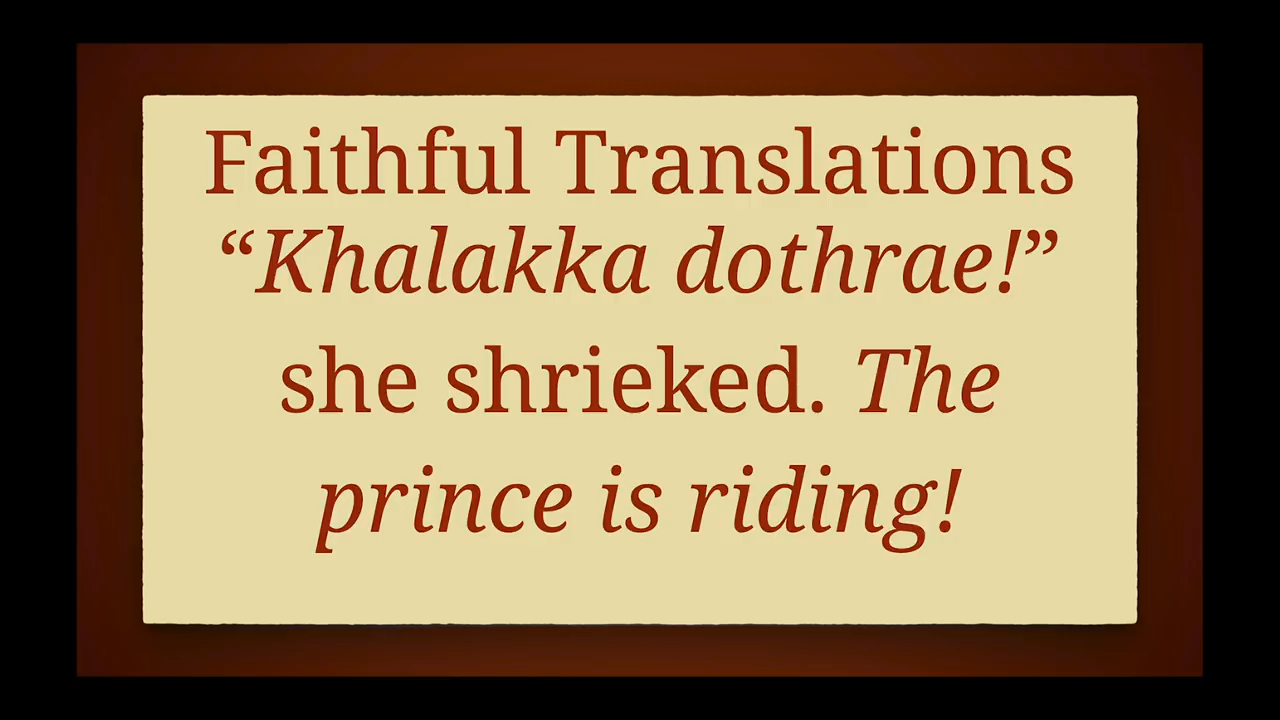 Faithful Translations
“Khalakka dothrae!”
she shrieked. The
prince is riding!